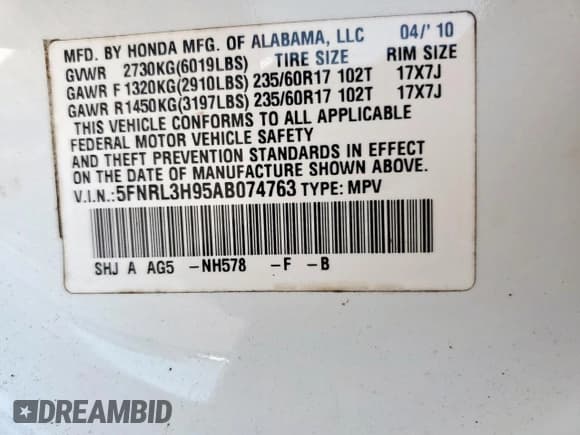 MFD. BY HONDA MFG. OF ALABAMA, LLC 04/'10
GVWR 2730KG(6019LBS) TIRE SIZE RIM SIZE
GAWR F 1320KG(2910LBS) 235/60R17 102T 17X7J
GAWR R 1450KG(3197LBS) 235/60R17 102T 17X7J
THIS VEHICLE CONFORMS TO ALL APPLICABLE
FEDERAL MOTOR VEHICLE SAFETY
AND THEFT PREVENTION STANDARDS IN EFFECT
ON THE DATE OF MANUFACTURE SHOWN ABOVE.
V.I.N.:5FNRL3H95AB074763 TYPE: MPV
SHJ A AG5 -NH578 -F -B
DREAMBID